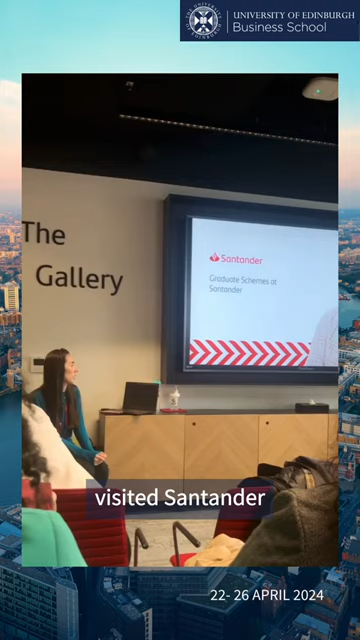 UNIVERSITY OF EDINBURGH
Business School
The
Gallery
Santander
Graduate Schemes at
Santander
visited Santander
22- 26 APRIL 2024